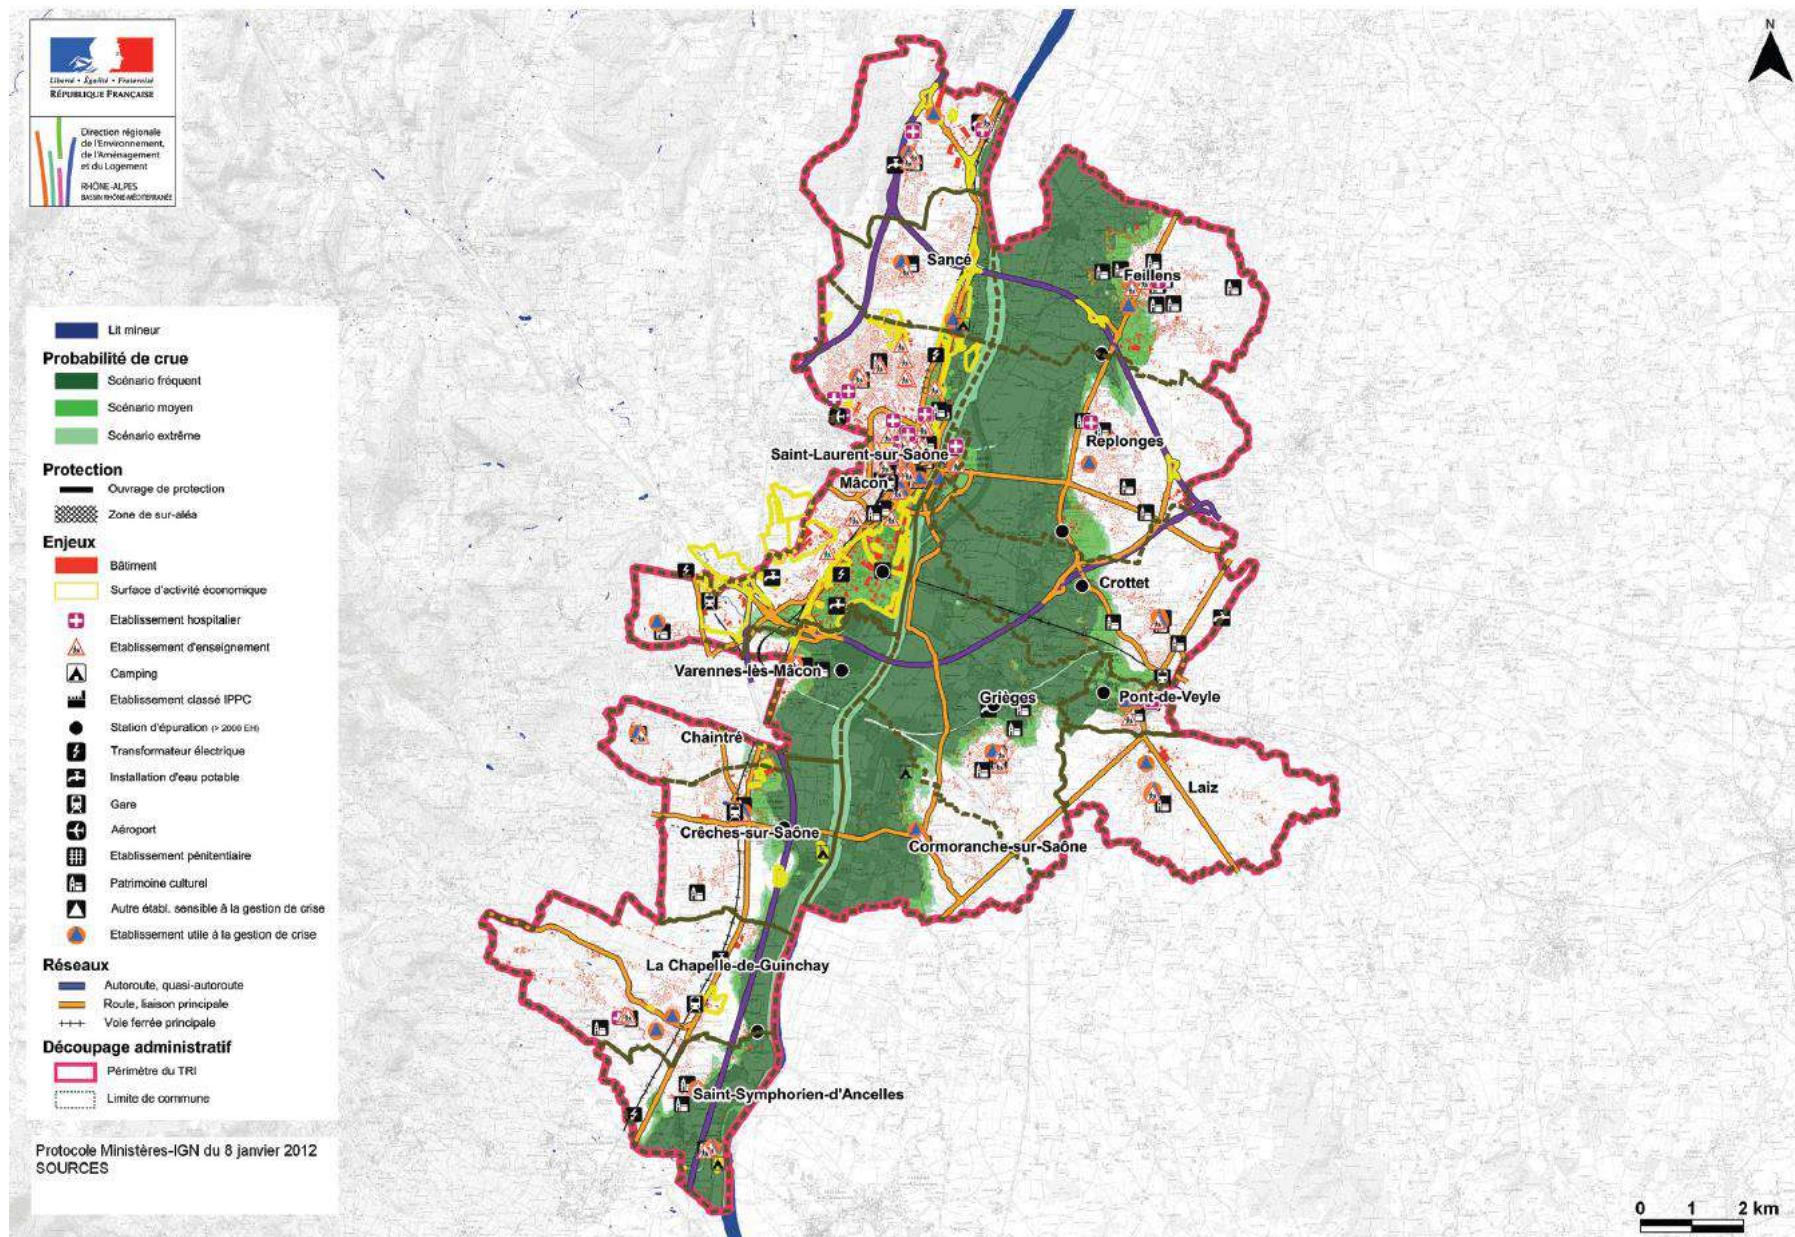 Liberté • Égalité • Fraternité
RÉPUBLIQUE FRANÇAISE
Direction régionale
de l'Environnement,
de l'Aménagement
et du Logement
RHÔNE-ALPES
BASSIN RHÔNE-MÉDITERRANÉE
N
Lit mineur
Probabilité de crue
Scénario fréquent
Scénario moyen
Scénario extrême
Protection
Ouvrage de protection
Zone de sur-aléa
Enjeux
Bâtiment
Surface d'activité économique
Etablissement hospitalier
Etablissement d'enseignement
Camping
Etablissement classé IPPC
Station d'épuration (> 2000 EH)
Transformateur électrique
Installation d'eau potable
Gare
Aéroport
Etablissement pénitentiaire
Patrimoine culturel
Autre établ. sensible à la gestion de crise
Etablissement utile à la gestion de crise
Réseaux
Autoroute, quasi-autoroute
Route, liaison principale
Voie ferrée principale
Découpage administratif
Périmètre du TRI
Limite de commune
Protocole Ministères-IGN du 8 janvier 2012
SOURCES
Sancé
Feillens
Replonges
Saint-Laurent-sur-Saône
Mâcon
Crottet
Varennes-lès-Mâcon
Grièges
Pont-de-Veyle
Chaintré
Laiz
Crêches-sur-Saône
Cormoranche-sur-Saône
La Chapelle-de-Guinchay
Saint-Symphorien-d'Ancelles
0 1 2 km